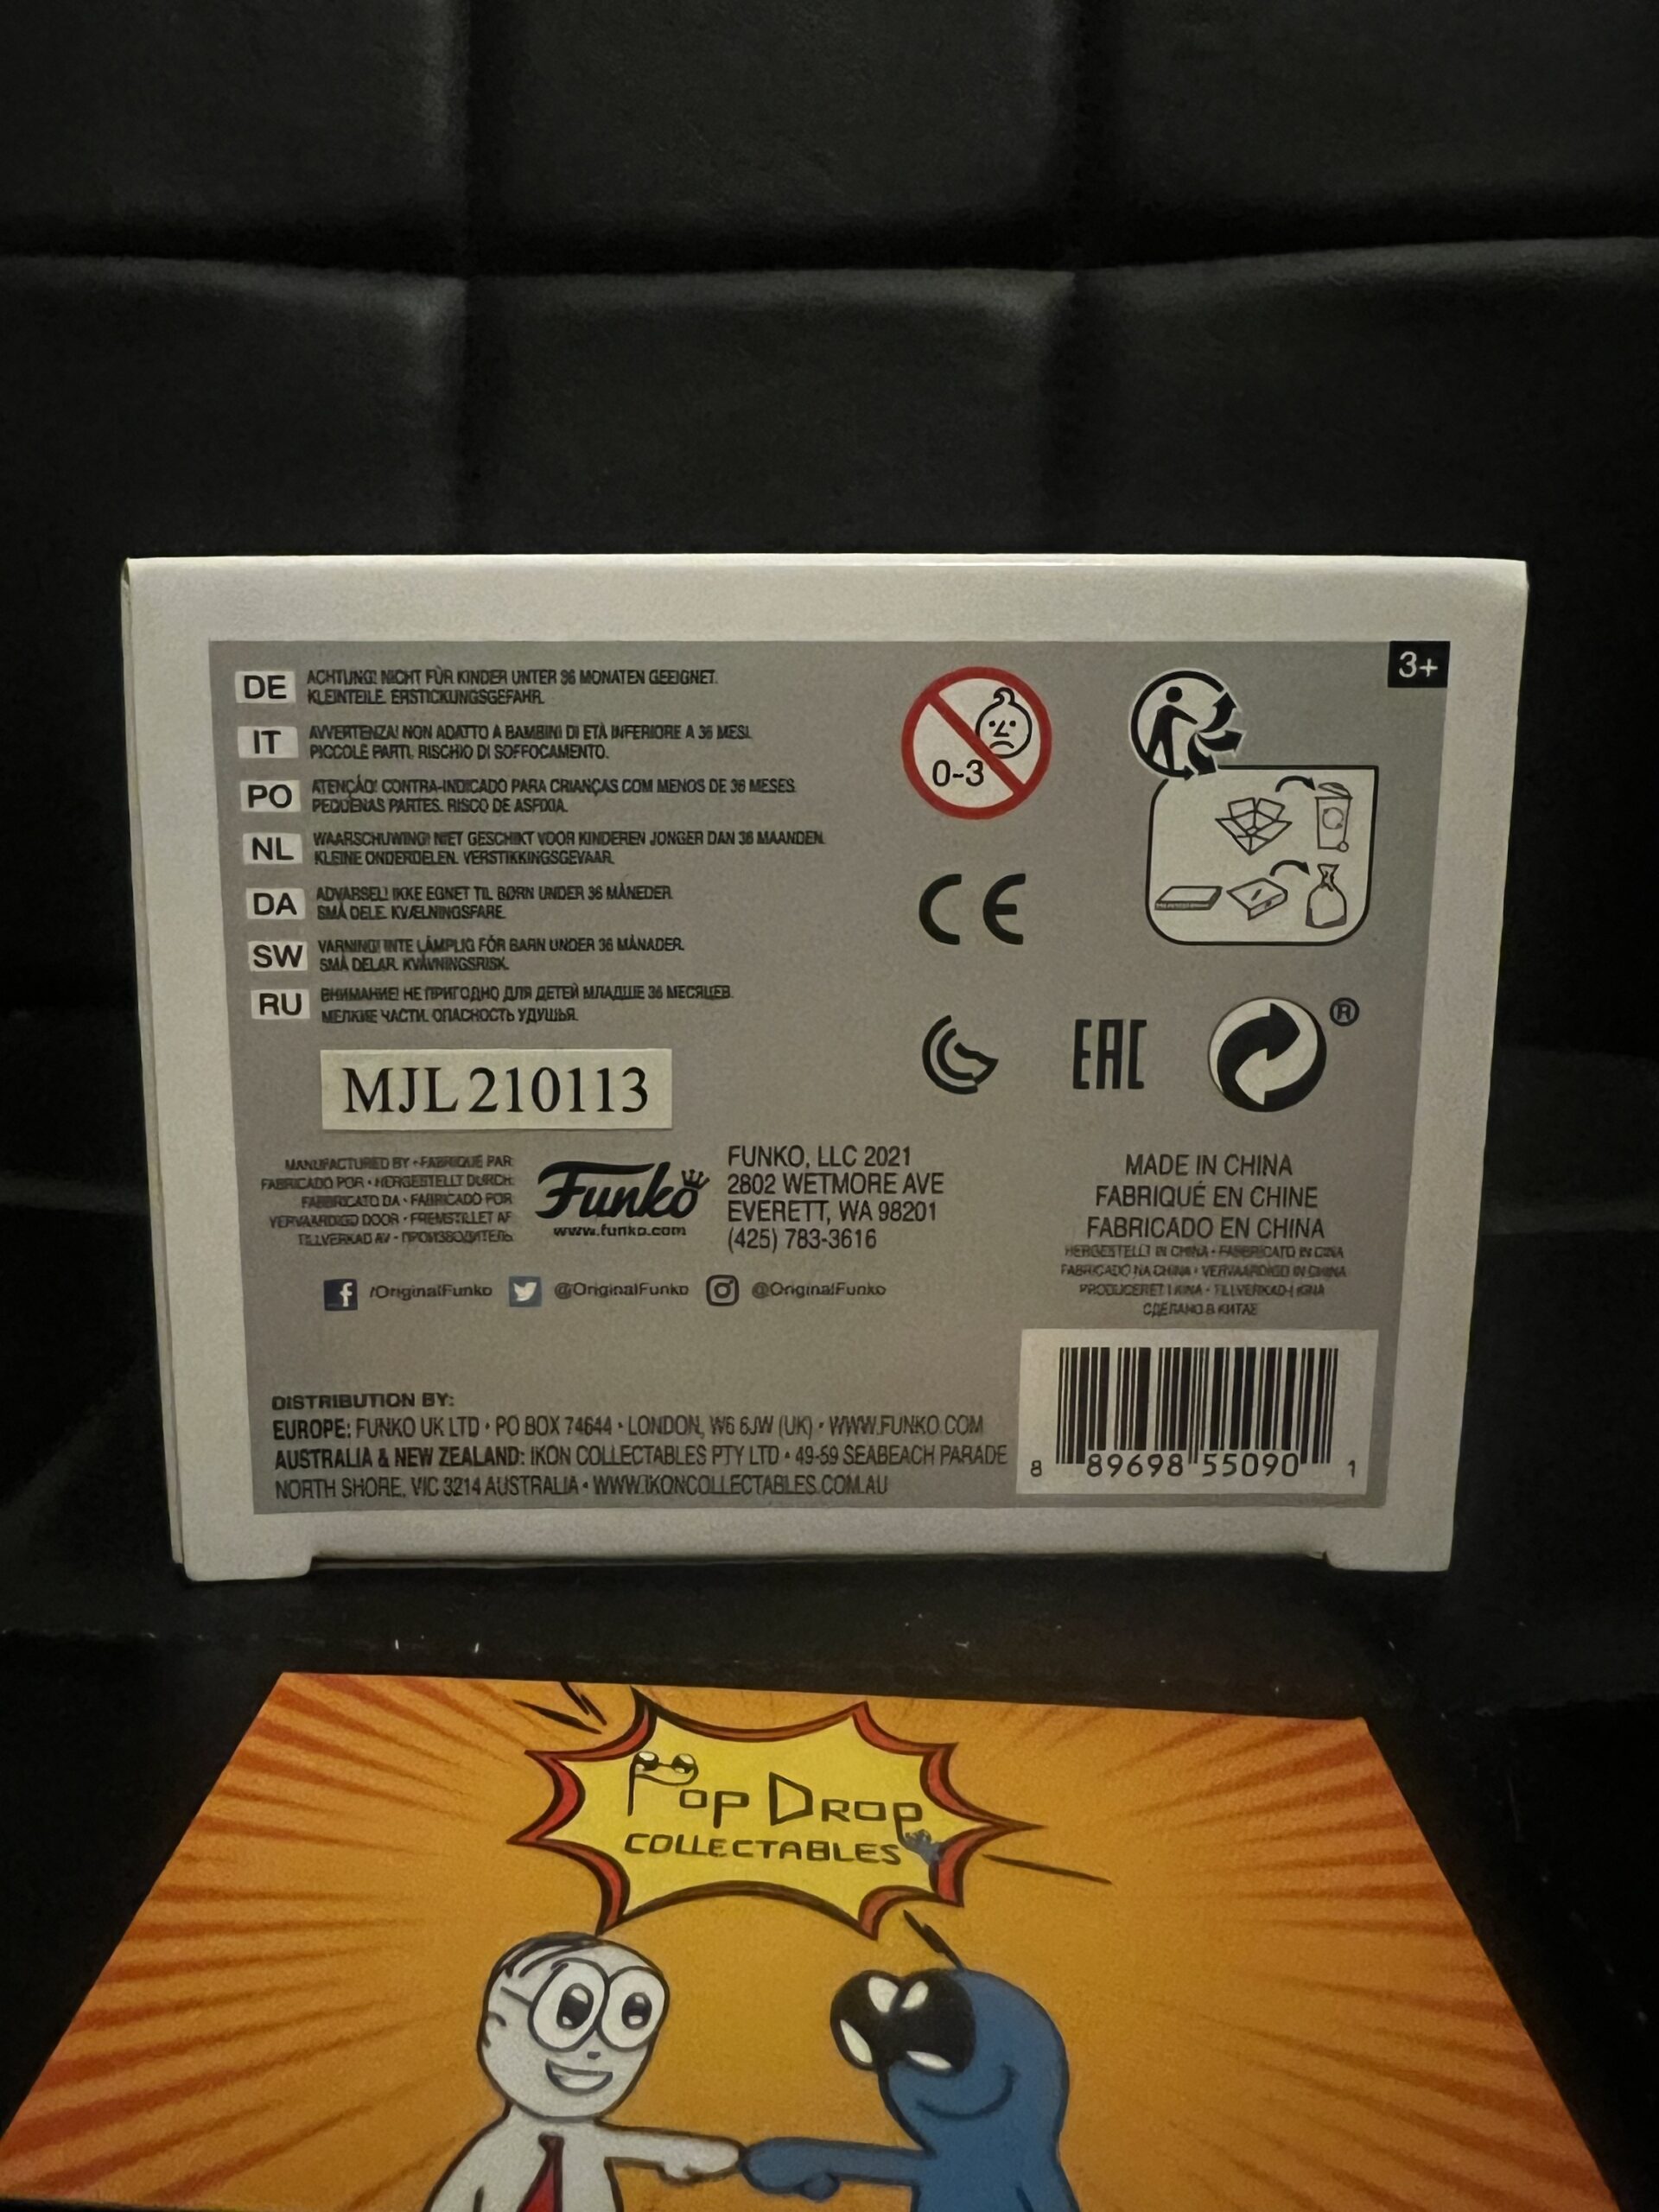 3+
DE ACHTUNG! NICHT FÜR KINDER UNTER 36 MONATEN GEEIGNET.
KLEINTEILE. ERSTICKUNGSGEFAHR.
IT AVVERTENZA! NON ADATTO A BAMBINI DI ETÀ INFERIORE A 36 MESI.
PICCOLE PARTI. RISCHIO DI SOFFOCAMENTO.
PO ATENÇÃO! CONTRA-INDICADO PARA CRIANÇAS COM MENOS DE 36 MESES.
PEQUENAS PARTES. RISCO DE ASFIXIA.
NL WAARSCHUWING! NIET GESCHIKT VOOR KINDEREN JONGER DAN 36 MAANDEN.
KLEINE ONDERDELEN. VERSTIKKINGSGEVAAR.
DA ADVARSEL! IKKE EGNET TIL BØRN UNDER 36 MÅNEDER.
SMÅ DELE. KVÆLNINGSFARE.
SW VARNING! INTE LÄMPLIG FÖR BARN UNDER 36 MÅNADER.
SMÅ DELAR. KVÄVNINGSRISK.
RU ВНИМАНИЕ! НЕ ПРИГОДНО ДЛЯ ДЕТЕЙ МЛАДШЕ 36 МЕСЯЦЕВ.
МЕЛКИЕ ЧАСТИ. ОПАСНОСТЬ УДУШЬЯ.
0-3
CE
EAC
®
MJL 210113
MANUFACTURED BY • FABRIQUÉ PAR:
FABRICADO POR • HERGESTELLT DURCH:
FABBRICATO DA • FABRICADO POR:
VERVAARDIGD DOOR • FREMSTILLET AF
TILLVERKAD AV • ПРОИЗВОДИТЕЛЬ:
Funko
www.funko.com
FUNKO, LLC 2021
2802 WETMORE AVE
EVERETT, WA 98201
(425) 783-3616
MADE IN CHINA
FABRIQUÉ EN CHINE
FABRICADO EN CHINA
HERGESTELLT IN CHINA • FABBRICATO IN CINA
FABRICADO NA CHINA • VERVAARDIGD IN CHINA
PRODUCERET I KINA • TILLVERKAD I KINA
СДЕЛАНО В КИТАЕ
/OriginalFunko @OriginalFunko @OriginalFunko
DISTRIBUTION BY:
EUROPE: FUNKO UK LTD • PO BOX 74644 • LONDON, W6 6JW (UK) • WWW.FUNKO.COM
AUSTRALIA & NEW ZEALAND: IKON COLLECTABLES PTY LTD • 49-59 SEABEACH PARADE
NORTH SHORE, VIC 3214 AUSTRALIA • WWW.IKONCOLLECTABLES.COM.AU
8 89698 55090 1
POP DROP
COLLECTABLES